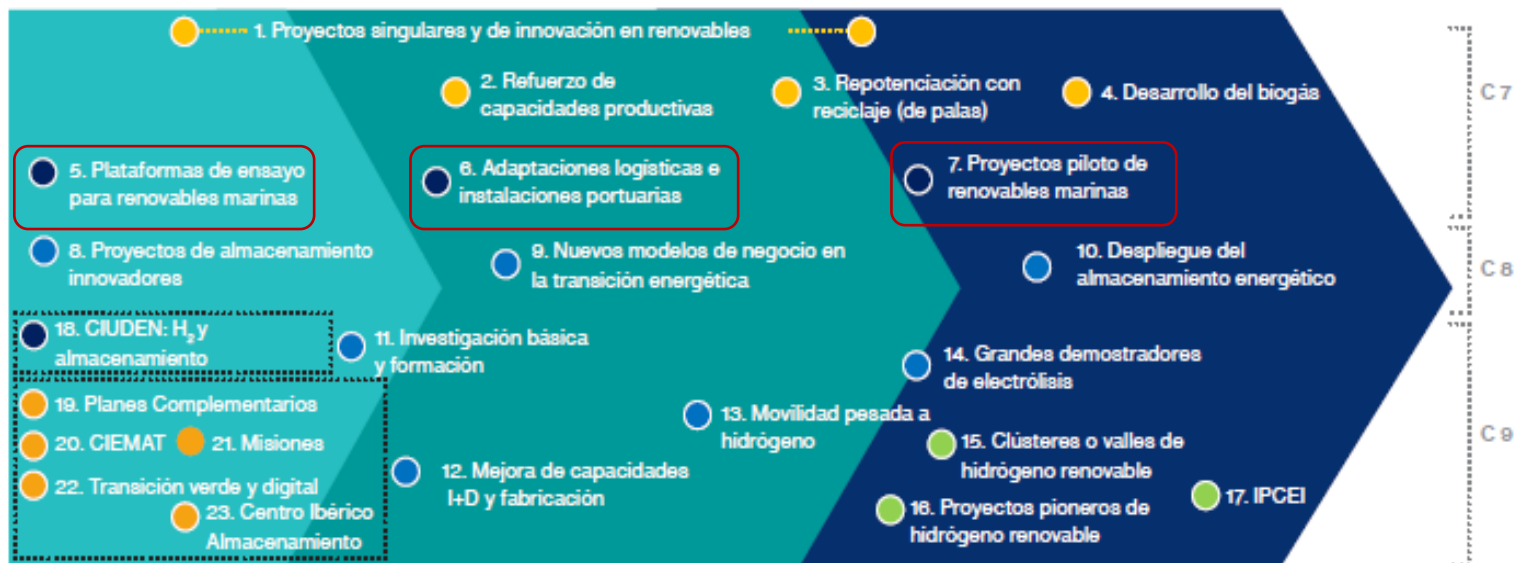 1. Proyectos singulares y de innovación en renovables
2. Refuerzo de
capacidades productivas
3. Repotenciación con
reciclaje (de palas)
4. Desarrollo del biogás
C 7
5. Plataformas de ensayo
para renovables marinas
6. Adaptaciones logísticas e
instalaciones portuarias
7. Proyectos piloto de
renovables marinas
8. Proyectos de almacenamiento
innovadores
9. Nuevos modelos de negocio en
la transición energética
10. Despliegue del
almacenamiento energético
C 8
18. CIUDEN: H₂ y
almacenamiento
11. Investigación básica
y formación
14. Grandes demostradores
de electrólisis
19. Planes Complementarios
13. Movilidad pesada a
hidrógeno
20. CIEMAT
21. Misiones
15. Clústeres o valles de
hidrógeno renovable
C 9
22. Transición verde y digital
12. Mejora de capacidades
I+D y fabricación
17. IPCEI
23. Centro Ibérico
Almacenamiento
16. Proyectos pioneros de
hidrógeno renovable